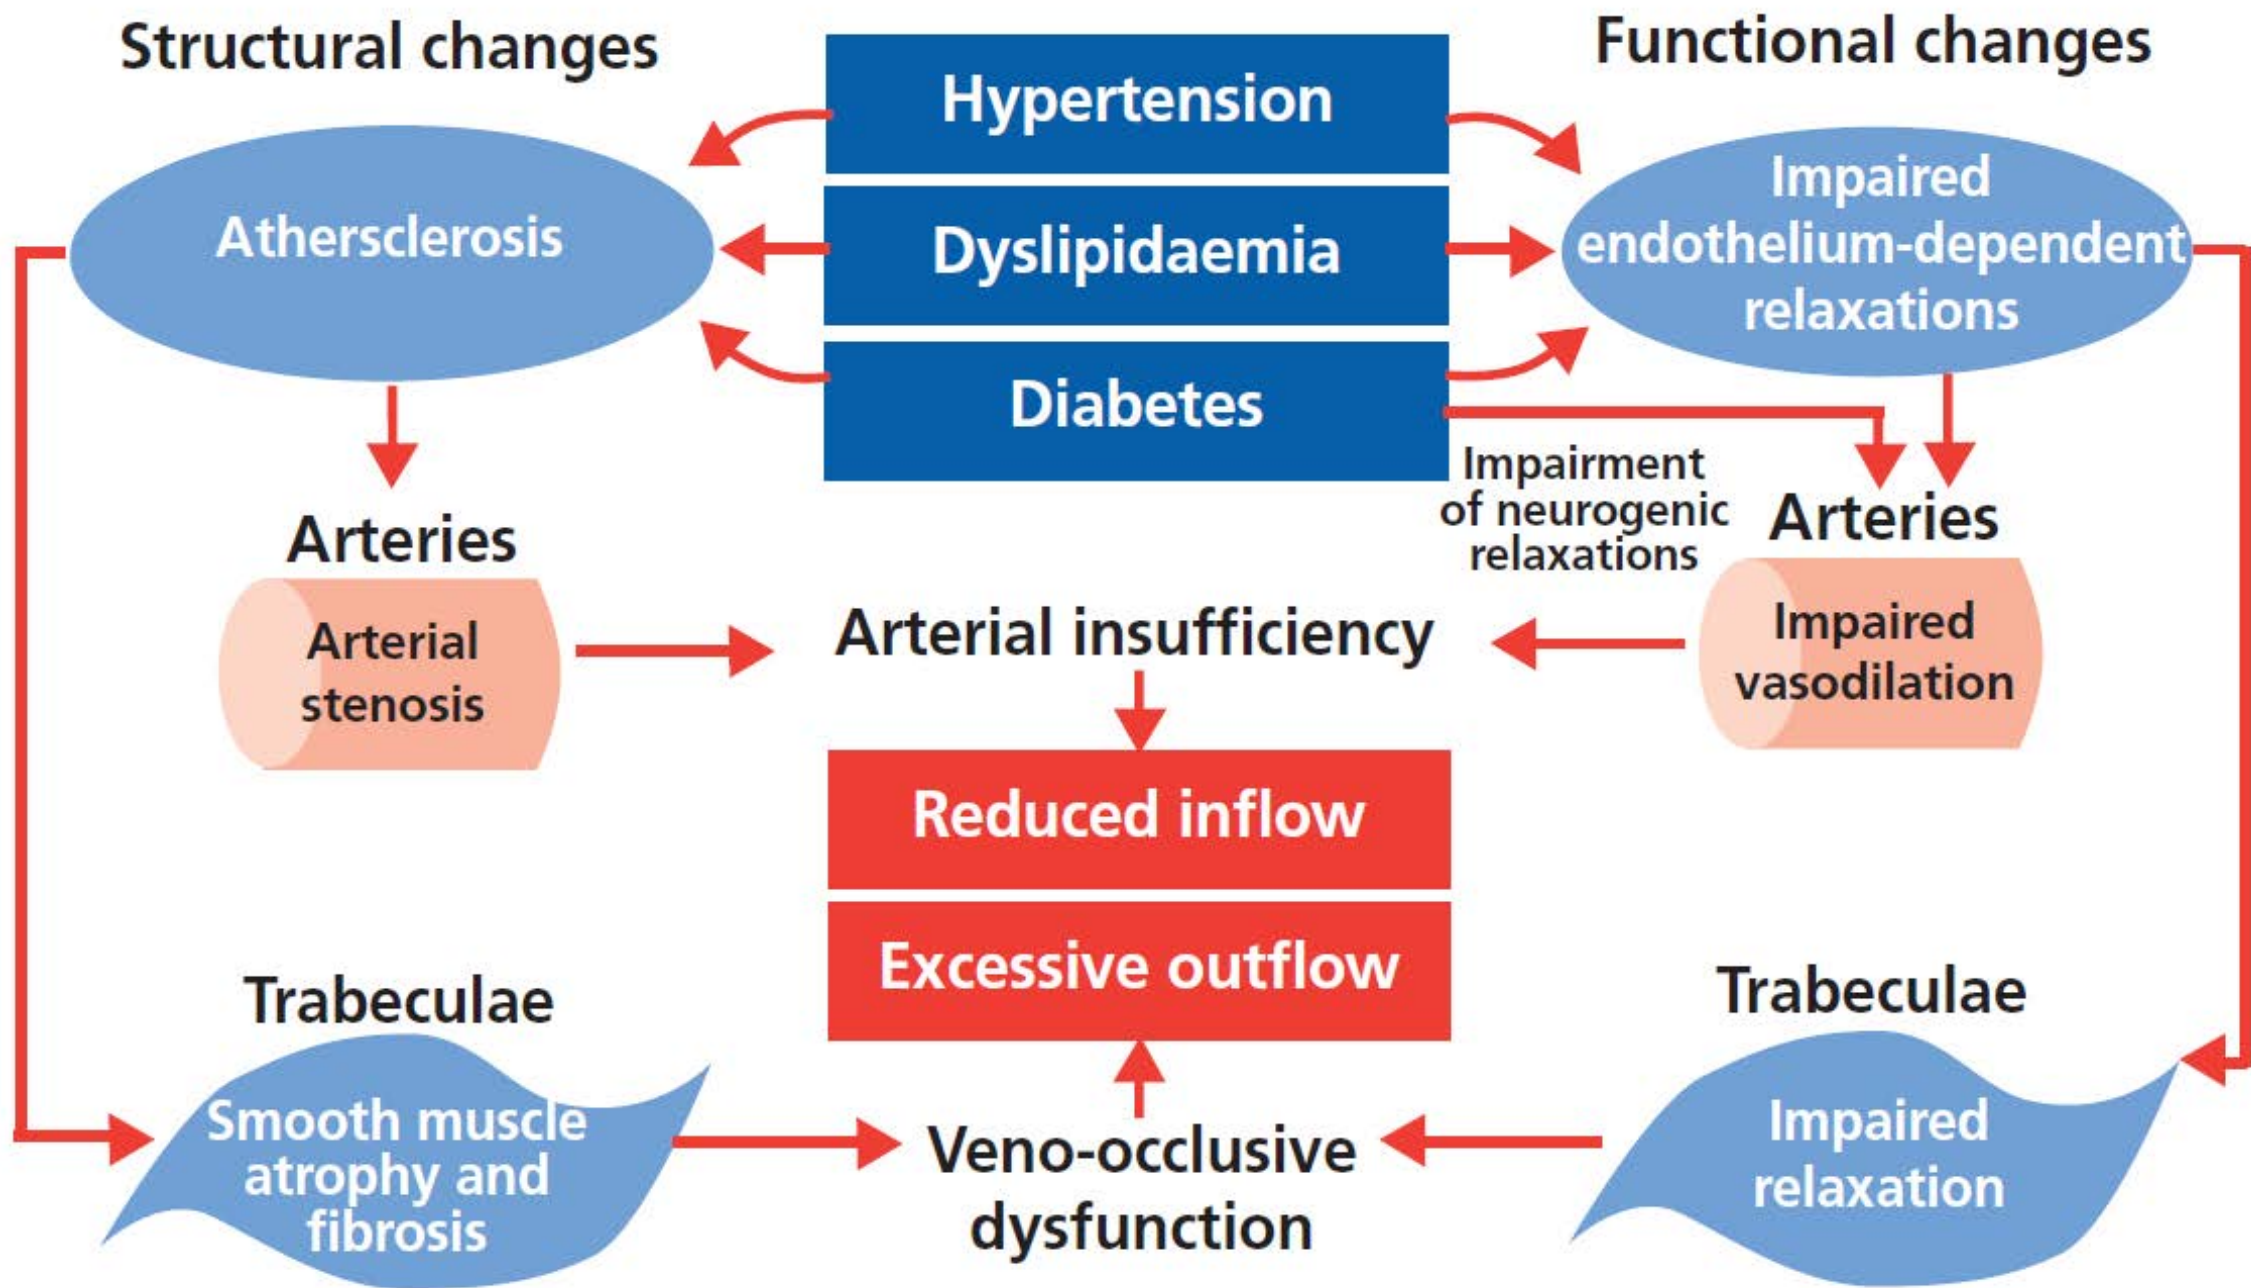 Structural changes
Functional changes
Hypertension
Dyslipidaemia
Diabetes
Athersclerosis
Impaired
endothelium-dependent
relaxations
Impairment
of neurogenic
relaxations
Arteries
Arterial
stenosis
Arteries
Impaired
vasodilation
Arterial insufficiency
Reduced inflow
Excessive outflow
Trabeculae
Smooth muscle
atrophy and
fibrosis
Veno-occlusive
dysfunction
Trabeculae
Impaired
relaxation